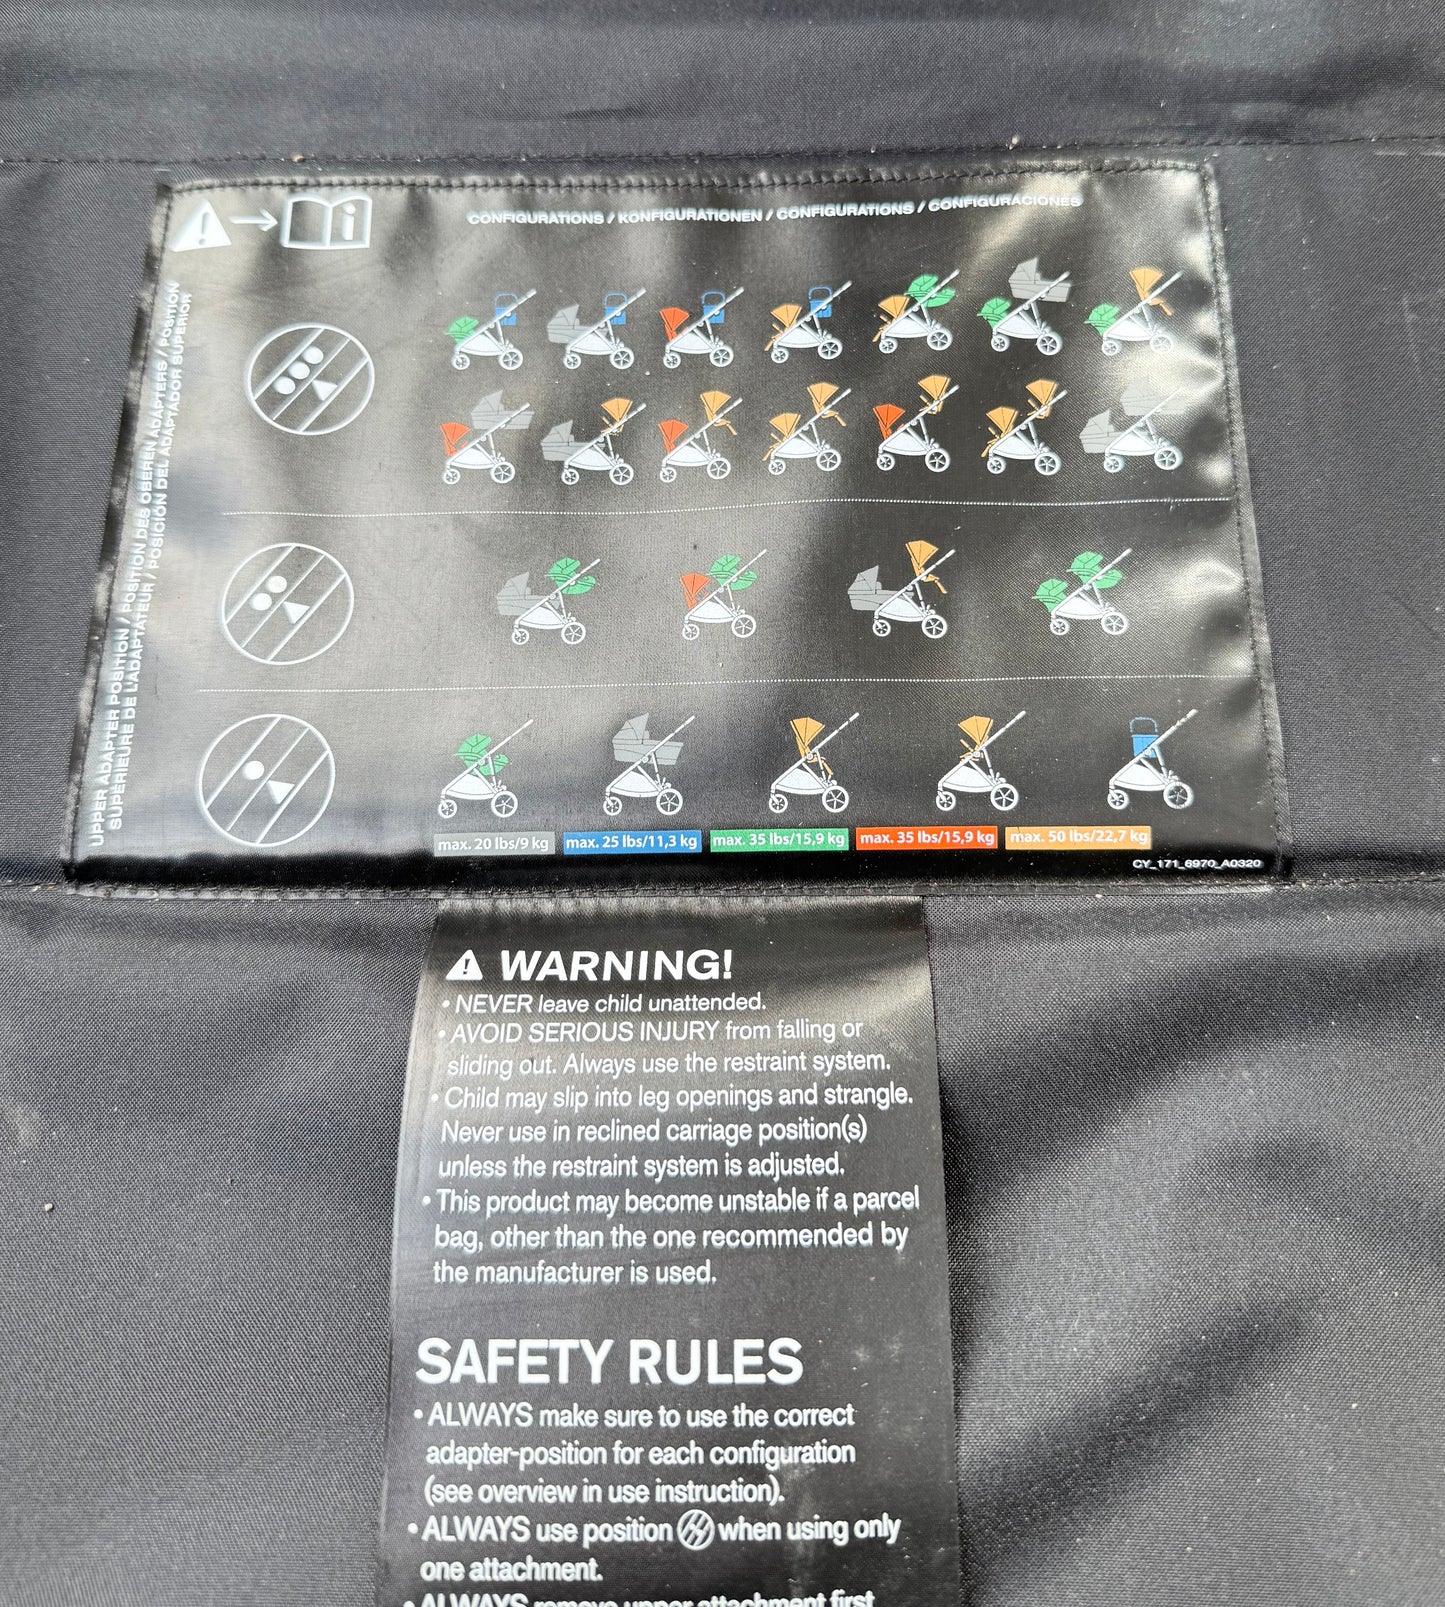 CONFIGURATIONS / KONFIGURATIONEN / CONFIGURATIONS / CONFIGURACIONES
UPPER ADAPTER POSITION / POSITION DES OBEREN ADAPTERS / POSITION
SUPÉRIEURE DE L'ADAPTATEUR / POSICIÓN DEL ADAPTADOR SUPERIOR
max. 20 lbs/9 kg
max. 25 lbs/11,3 kg
max. 35 lbs/15,9 kg
max. 35 lbs/15,9 kg
max. 50 lbs/22,7 kg
CY_171_6970_A0320
WARNING!
• NEVER leave child unattended.
• AVOID SERIOUS INJURY from falling or
sliding out. Always use the restraint system.
• Child may slip into leg openings and strangle.
Never use in reclined carriage position(s)
unless the restraint system is adjusted.
• This product may become unstable if a parcel
bag, other than the one recommended by
the manufacturer is used.
SAFETY RULES
• ALWAYS make sure to use the correct
adapter-position for each configuration
(see overview in use instruction).
• ALWAYS use position when using only
one attachment.
• ALWAYS remove upper attachment first